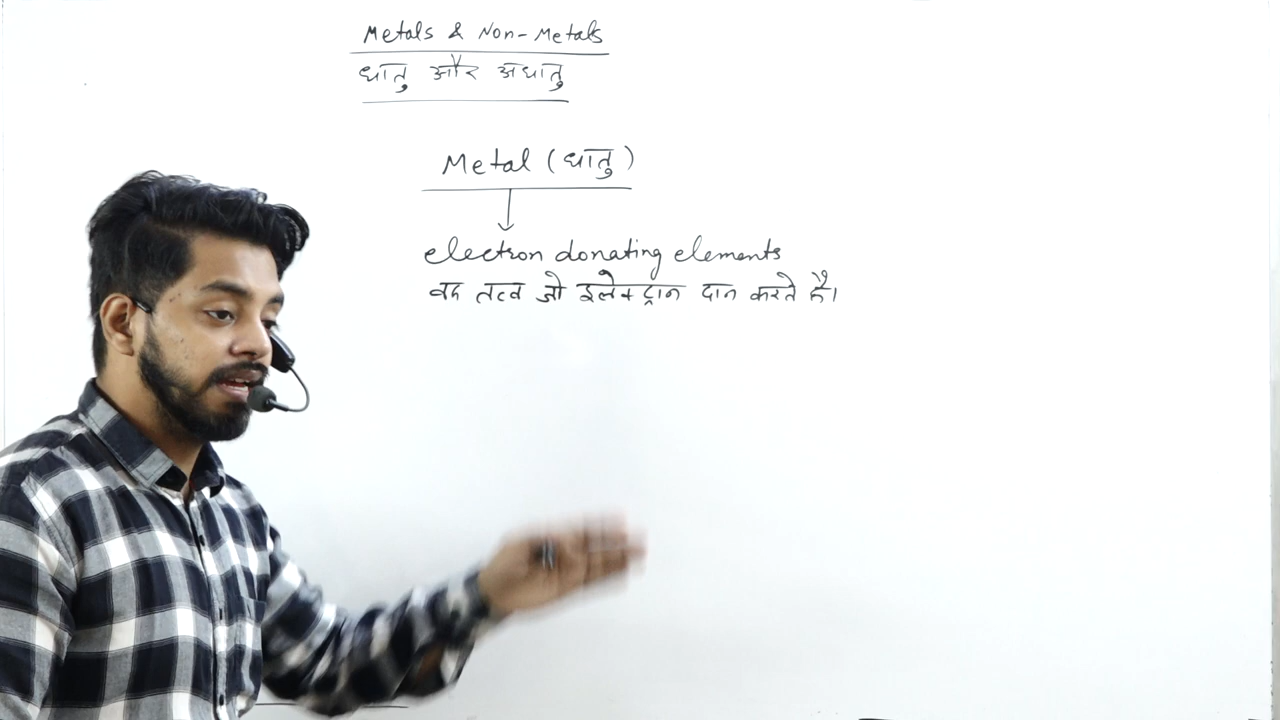 Metals & Non-Metals
धातु और अधातु
Metal (धातु)
electron donating elements
वह तत्व जो इलेक्ट्रान दान करते है।